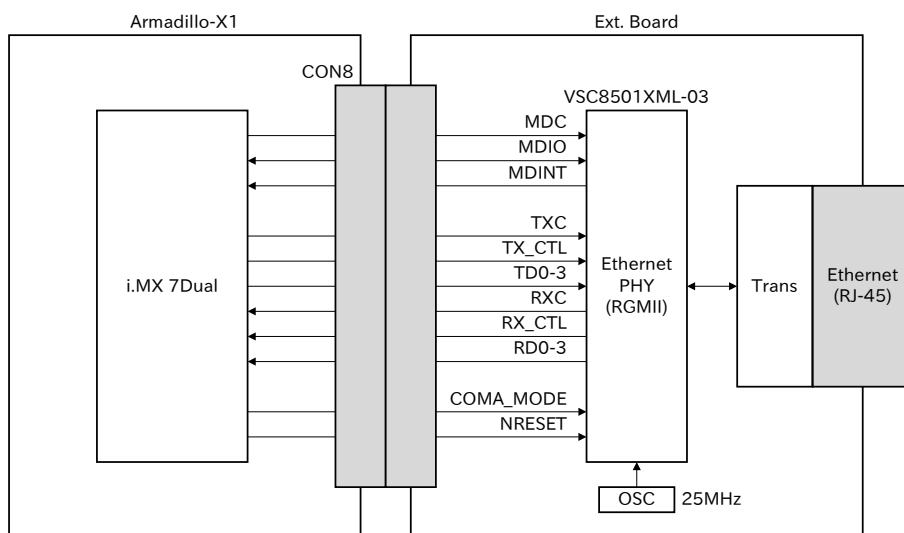 Armadillo-X1
Ext. Board
CON8
VSC8501XML-03
MDC
MDIO
MDINT
TXC
TX_CTL
TD0-3
RXC
RX_CTL
RD0-3
COMA_MODE
NRESET
i.MX 7Dual
Ethernet
PHY
(RGMII)
Trans
Ethernet
(RJ-45)
OSC
25MHz